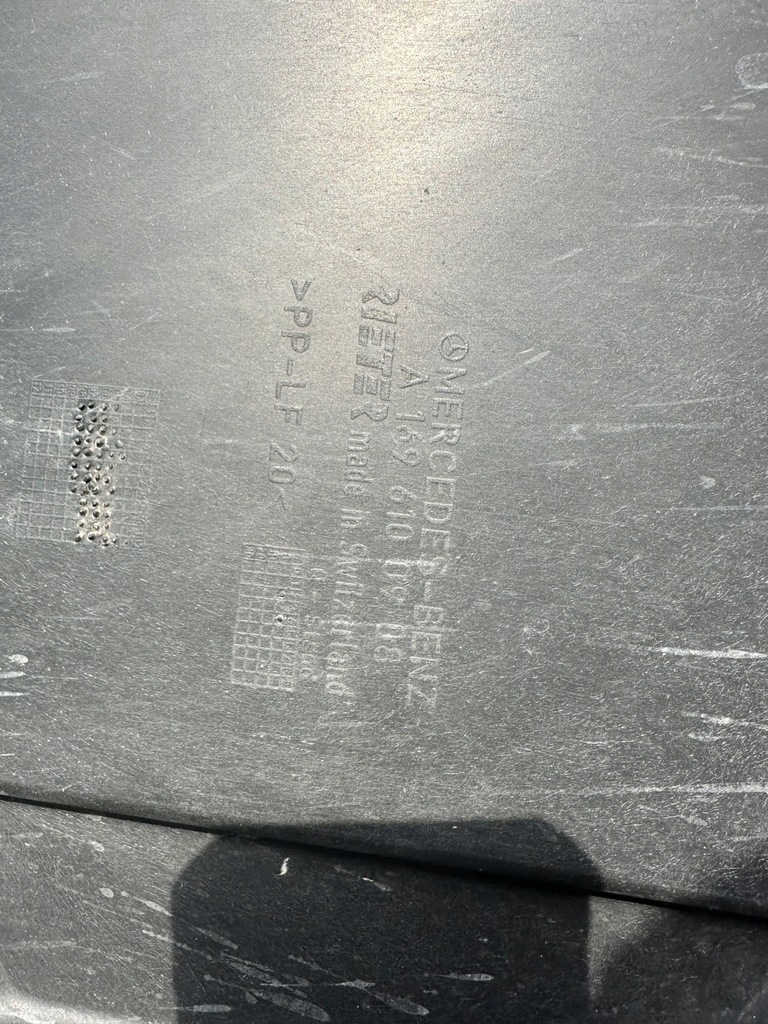 MERCEDES-BENZ
A 169 610 09 08
RIETER made in Switzerland
>PP-LF 20<